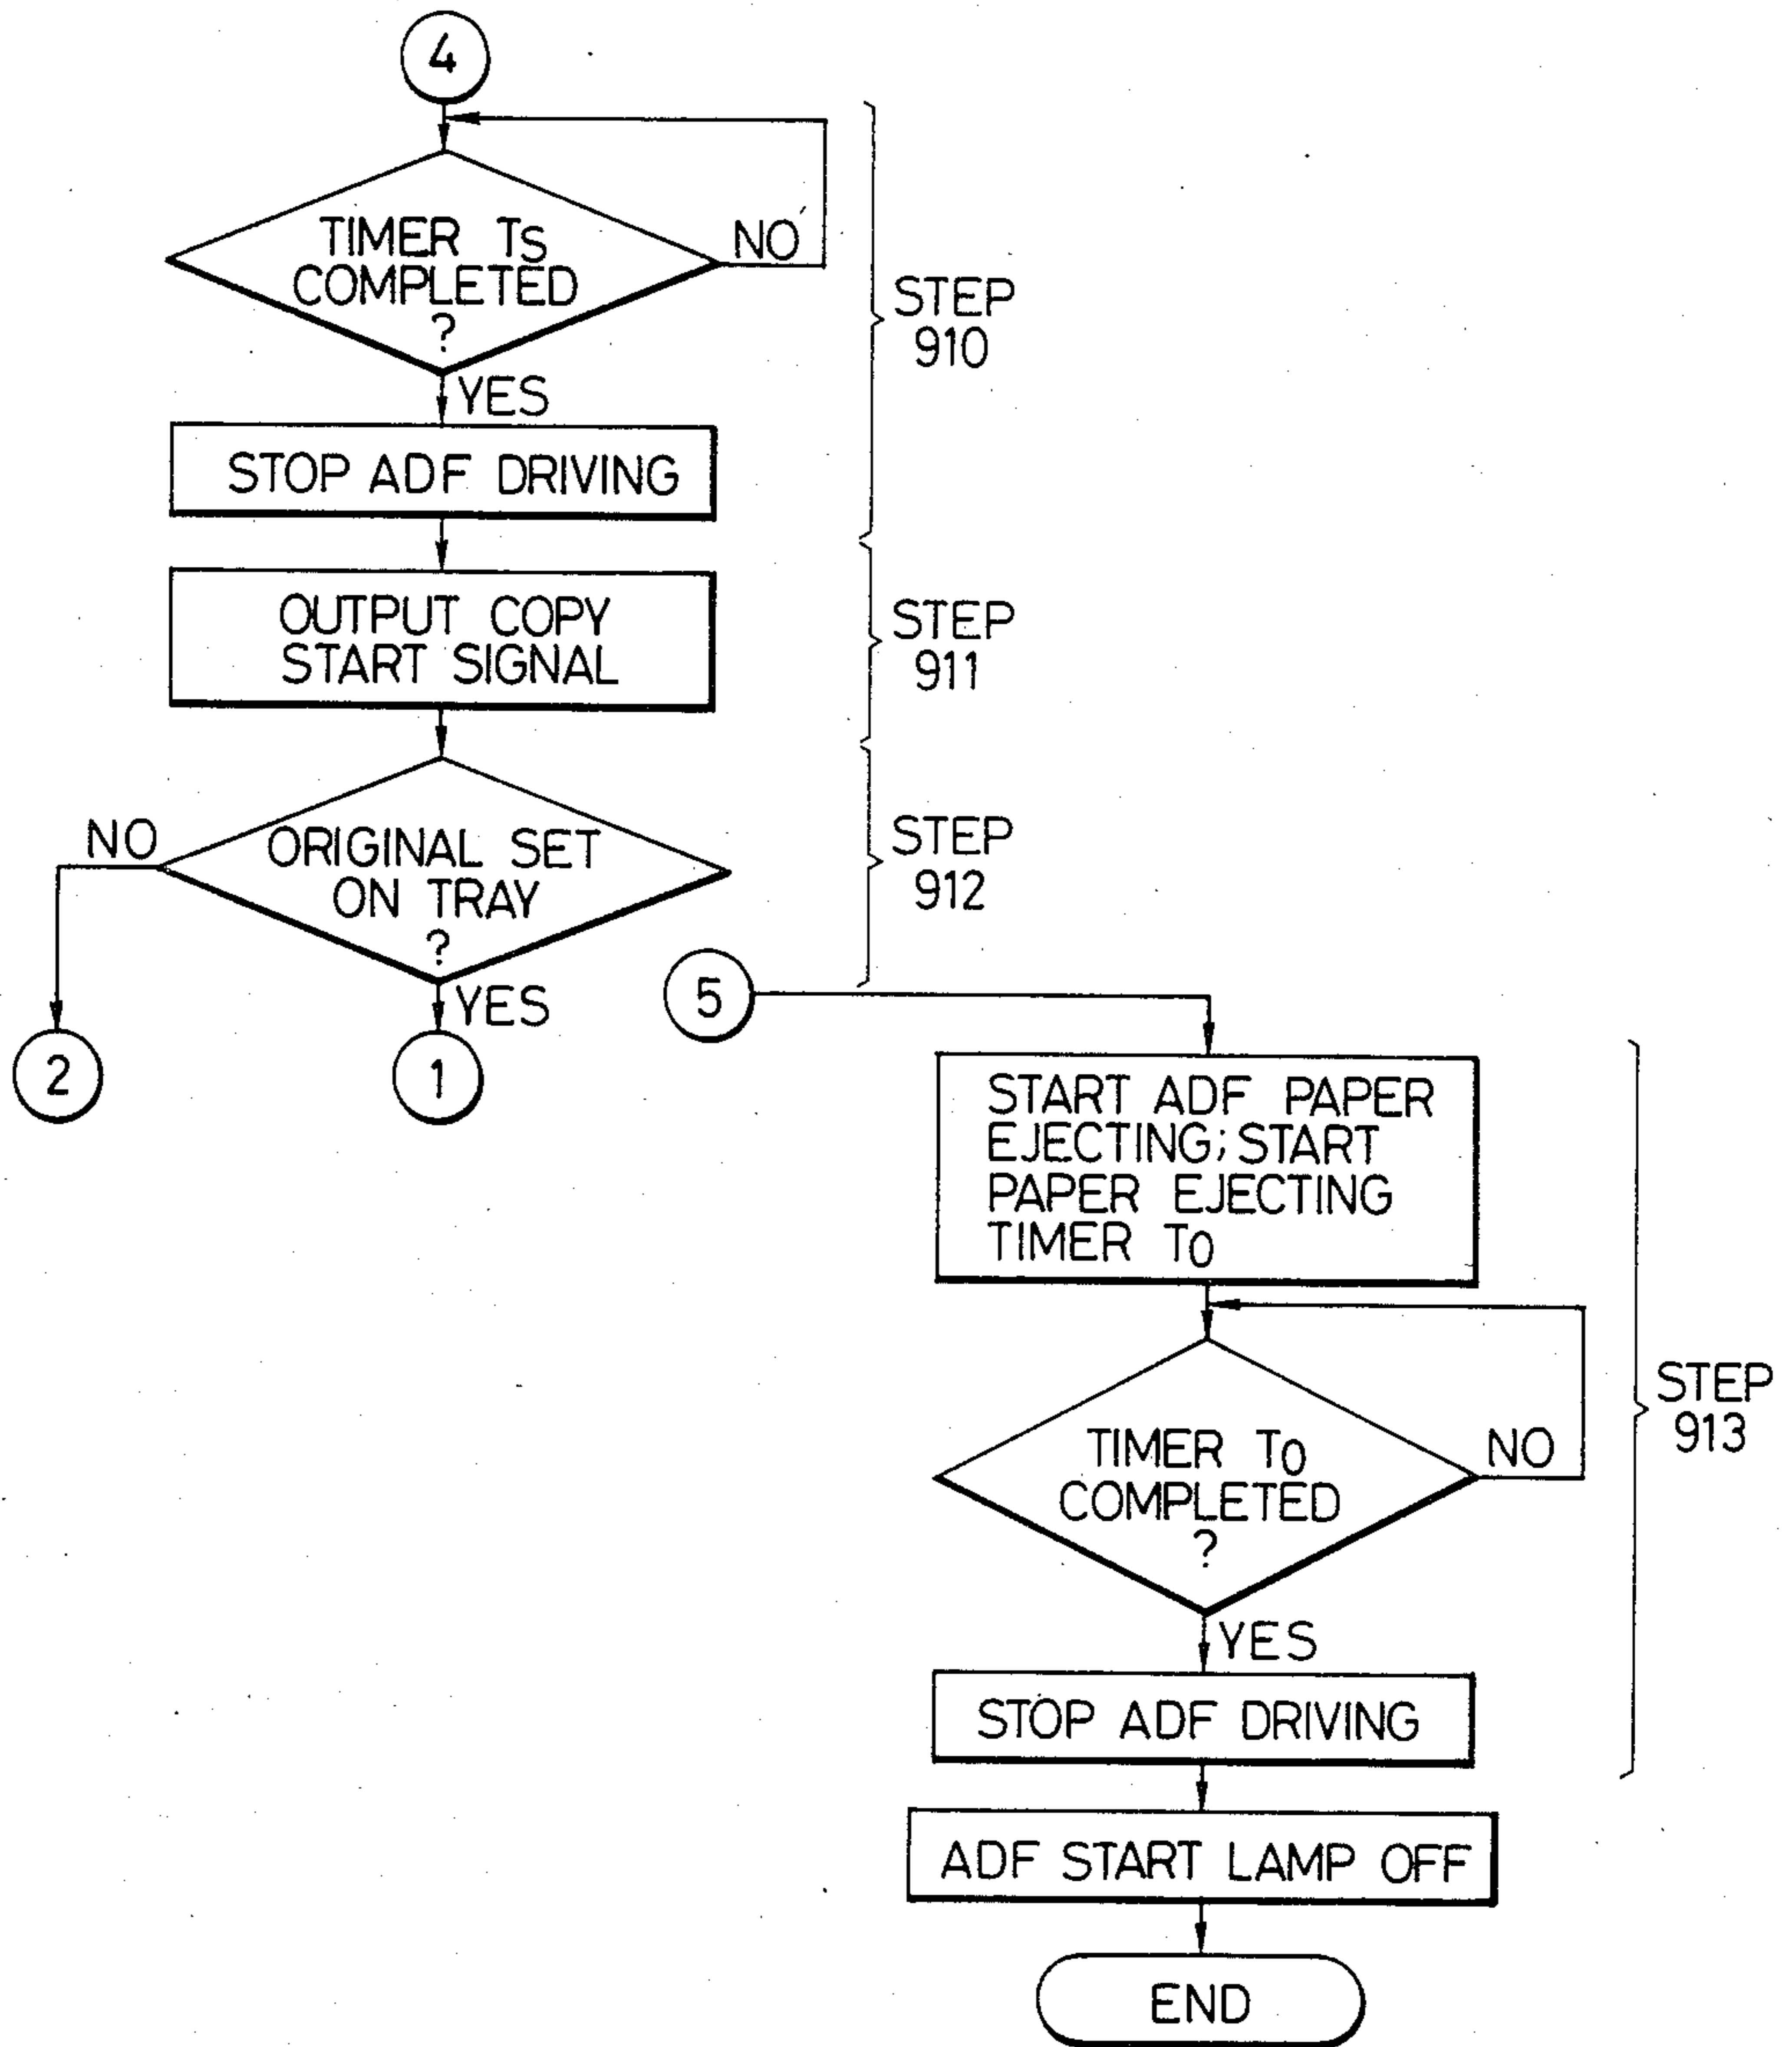 4
TIMER Ts
COMPLETED
?
NO
YES
STEP
910
STOP ADF DRIVING
OUTPUT COPY
START SIGNAL
STEP
911
ORIGINAL SET
ON TRAY
?
NO
YES
STEP
912
2
1
5
START ADF PAPER
EJECTING; START
PAPER EJECTING
TIMER To
TIMER To
COMPLETED
?
NO
YES
STEP
913
STOP ADF DRIVING
ADF START LAMP OFF
END